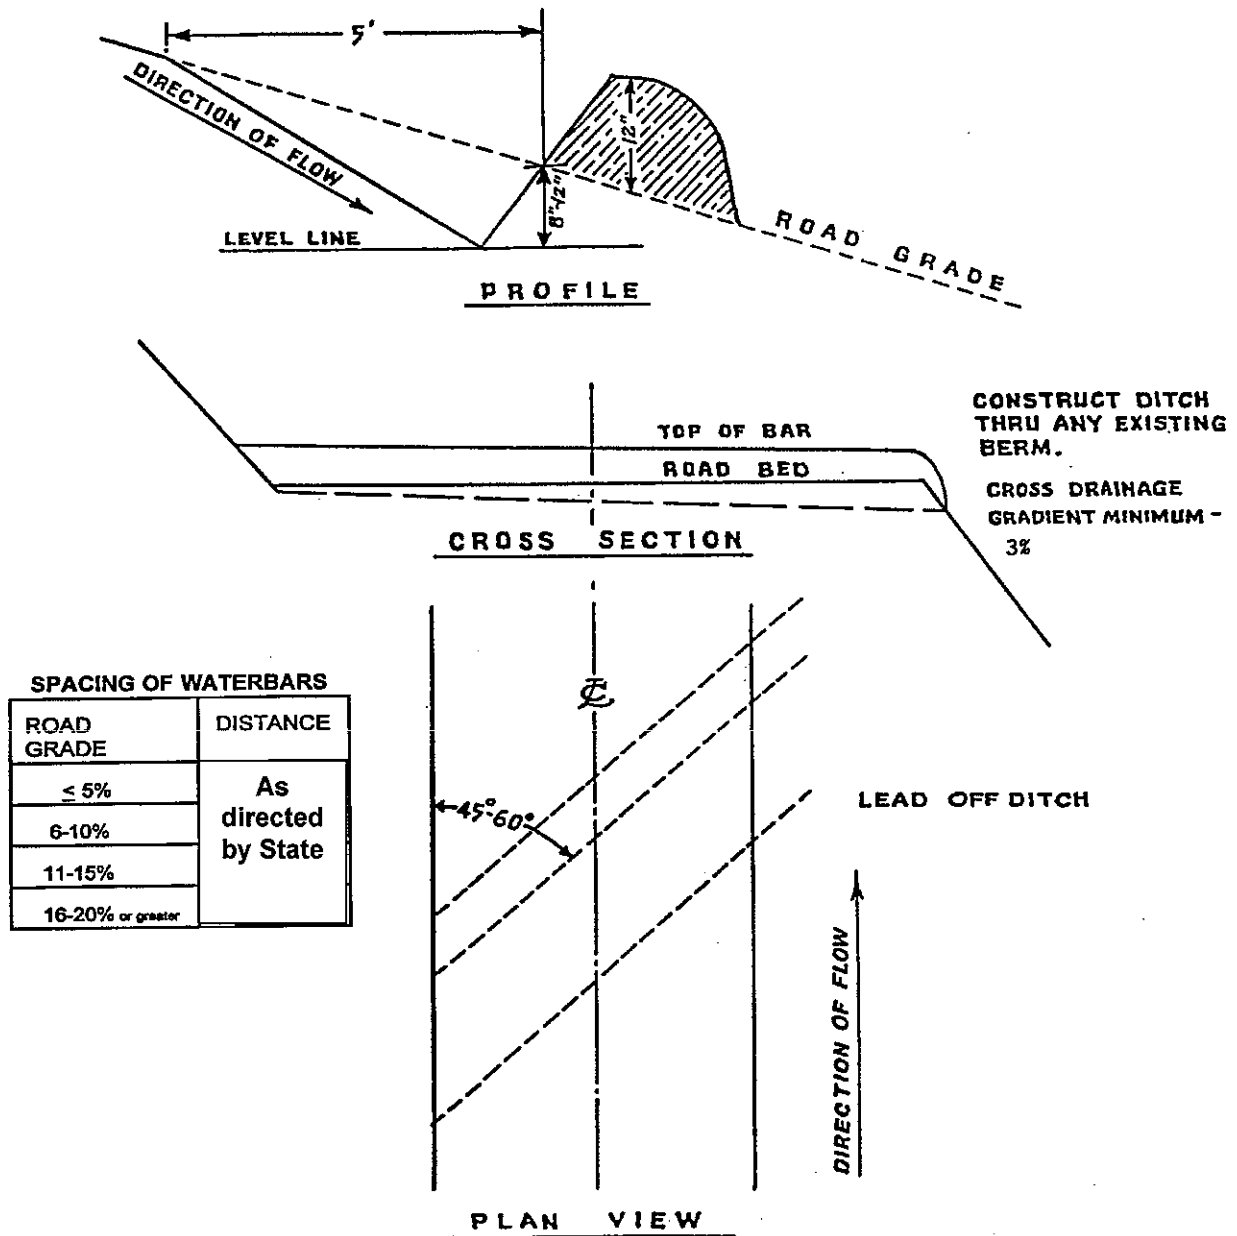 5'
DIRECTION OF FLOW
12"
8"-12"
LEVEL LINE
ROAD GRADE
PROFILE
CONSTRUCT DITCH
THRU ANY EXISTING
BERM.
TOP OF BAR
ROAD BED
CROSS DRAINAGE
GRADIENT MINIMUM -
3%
CROSS SECTION
SPACING OF WATERBARS
ROAD
GRADE
DISTANCE
≤ 5%
6-10%
11-15%
16-20% or greater
As
directed
by State
℄
45°-60°
LEAD OFF DITCH
DIRECTION OF FLOW
PLAN VIEW